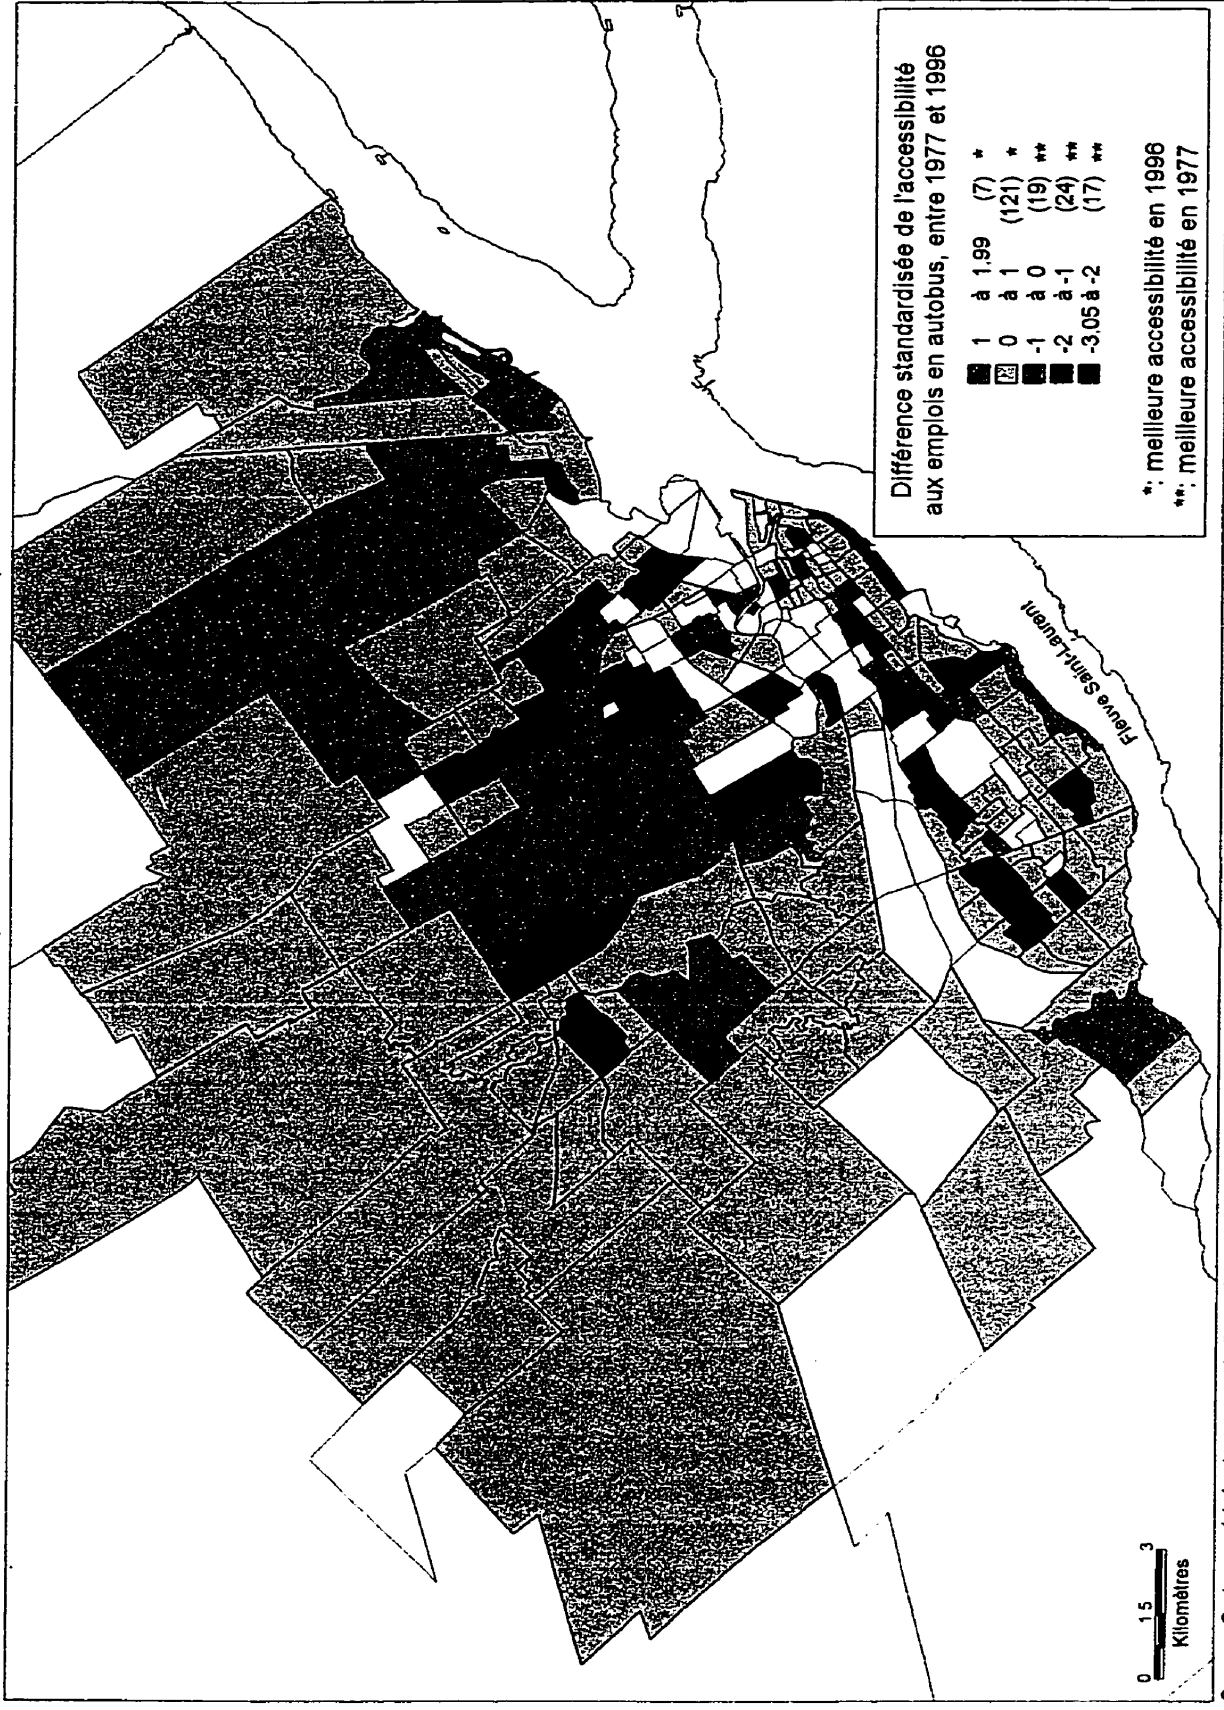 Différence standardisée de l'accessibilité
aux emplois en autobus, entre 1977 et 1996
1 à 1.99 (7) *
0 à 1 (121) *
-1 à 0 (19) **
-2 à -1 (24) **
-3,05 à -2 (17) **
*: meilleure accessibilité en 1996
**: meilleure accessibilité en 1977
Fleuve Saint-Laurent
0 1 5 3
Kilomètres